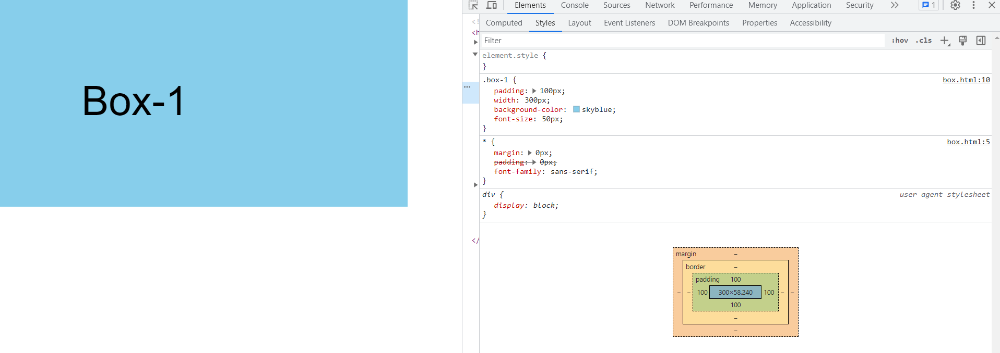 Box-1
Elements Console Sources Network Performance Memory Application Security 1
Computed Styles Layout Event Listeners DOM Breakpoints Properties Accessibility
Filter :hov .cls
<!
<h
</
element.style {
}
.box-1 { box.html:10
padding: 100px;
width: 300px;
background-color: skyblue;
font-size: 50px;
}
* { box.html:5
margin: 0px;
padding: 0px;
font-family: sans-serif;
}
div { user agent stylesheet
display: block;
}
margin –
border –
padding 100
– – 100 300×58.240 100 – –
100
–
–